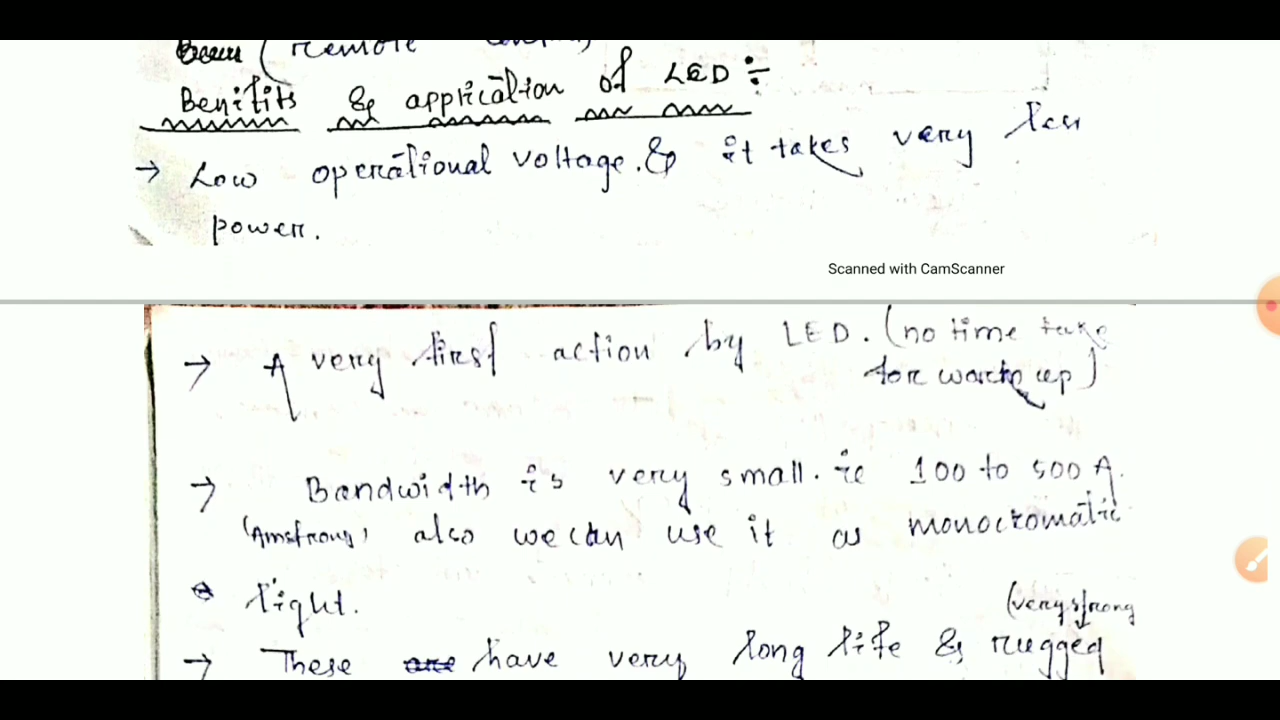 (Remote
Benifits & application of LED :-
→ Low operational voltage. & it takes very less
power.
Scanned with CamScanner
→ A very first action by LED. (no time take
for warm up)
→ Bandwidth is very small. ie 100 to 500 A.
(Amstrong) also we can use it as monocromatic
light.
(very strong
→ These have very long life & rugged